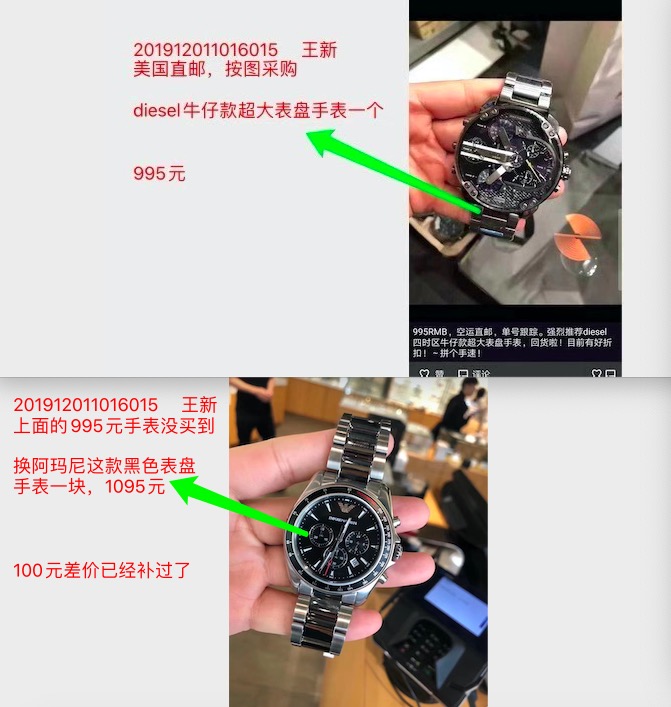 201912011016015 王新
美国直邮，按图采购
diesel牛仔款超大表盘手表一个
995元
995RMB，空运直邮，单号跟踪。强烈推荐diesel
四时区牛仔款超大表盘手表，回货啦！目前有好折
扣！~拼个手速！
赞 评论
201912011016015 王新
上面的995元手表没买到
换阿玛尼这款黑色表盘
手表一块，1095元
100元差价已经补过了
EMPORIO ARMANI